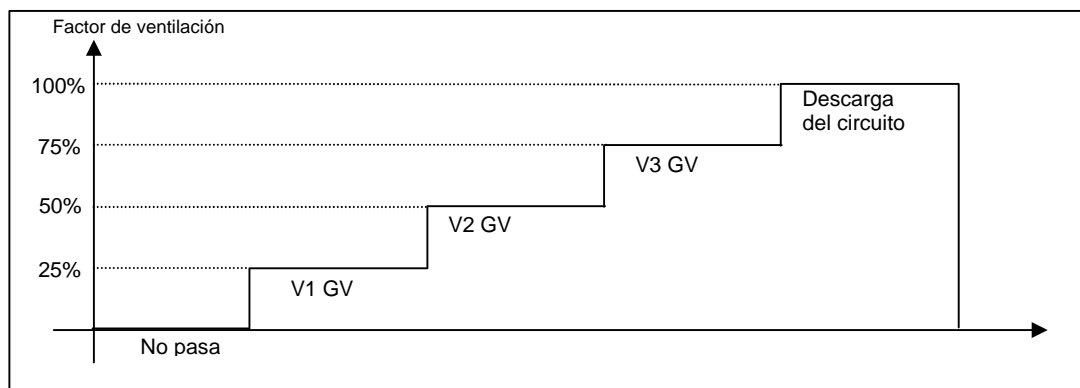 Factor de ventilación
100%
Descarga
del circuito
75%
V3 GV
50%
V2 GV
25%
V1 GV
No pasa